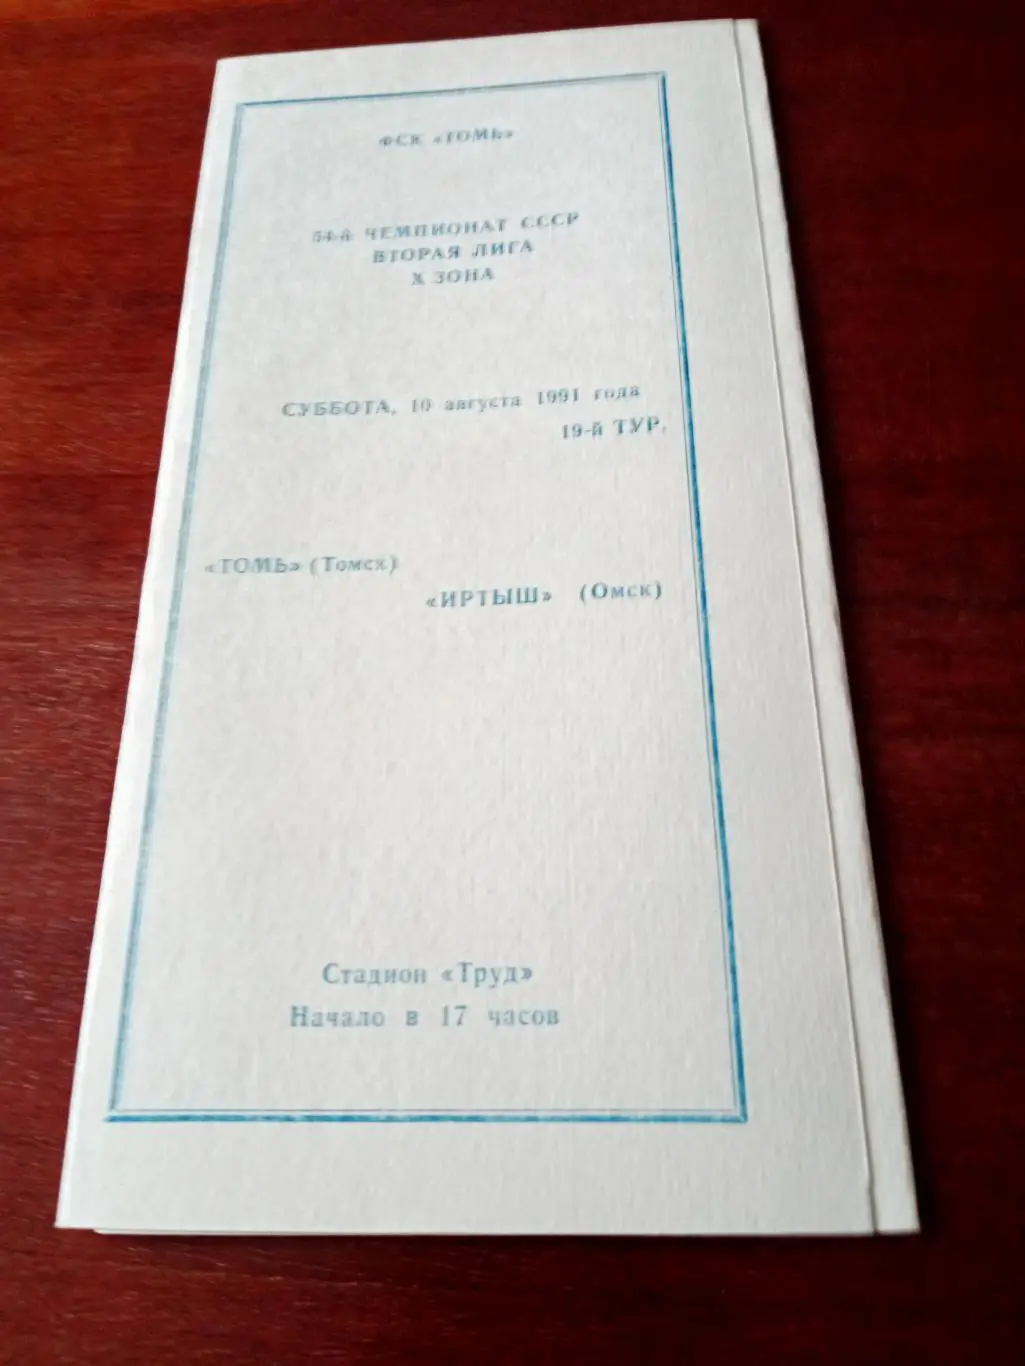 ФСК «ТОМЬ»
54-й ЧЕМПИОНАТ СССР
ВТОРАЯ ЛИГА
X ЗОНА
СУББОТА, 10 августа 1991 года
19-й ТУР.
«ТОМЬ» (Томск)
«ИРТЫШ» (Омск)
Стадион «Труд»
Начало в 17 часов